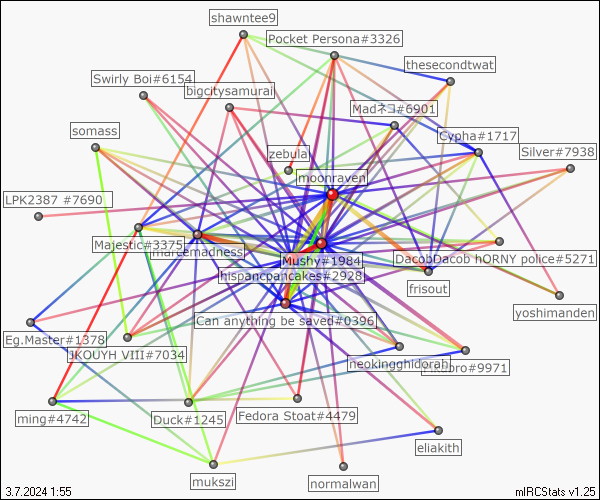 shawntee9
Pocket Persona#3326
thesecondtwat
Swirly Boi#6154
bigcitysamurai
Madネコ#6901
somass
Cypha#1717
zebula
Silver#7938
moonraven
LPK2387 #7690
Majestic#3375
marcemadness
Mushy#1984
DacobDacob hORNY police#5271
hispancpancakes#2928
frisout
yoshimanden
Can anything be saved#0396
Eg.Master#1378
JKOUYH VIII#7034
neokingghidorah
#9971
ming#4742
Duck#1245
Fedora Stoat#4479
eliakith
mukszi
normalwan
3.7.2024 1:55
mIRCStats v1.25